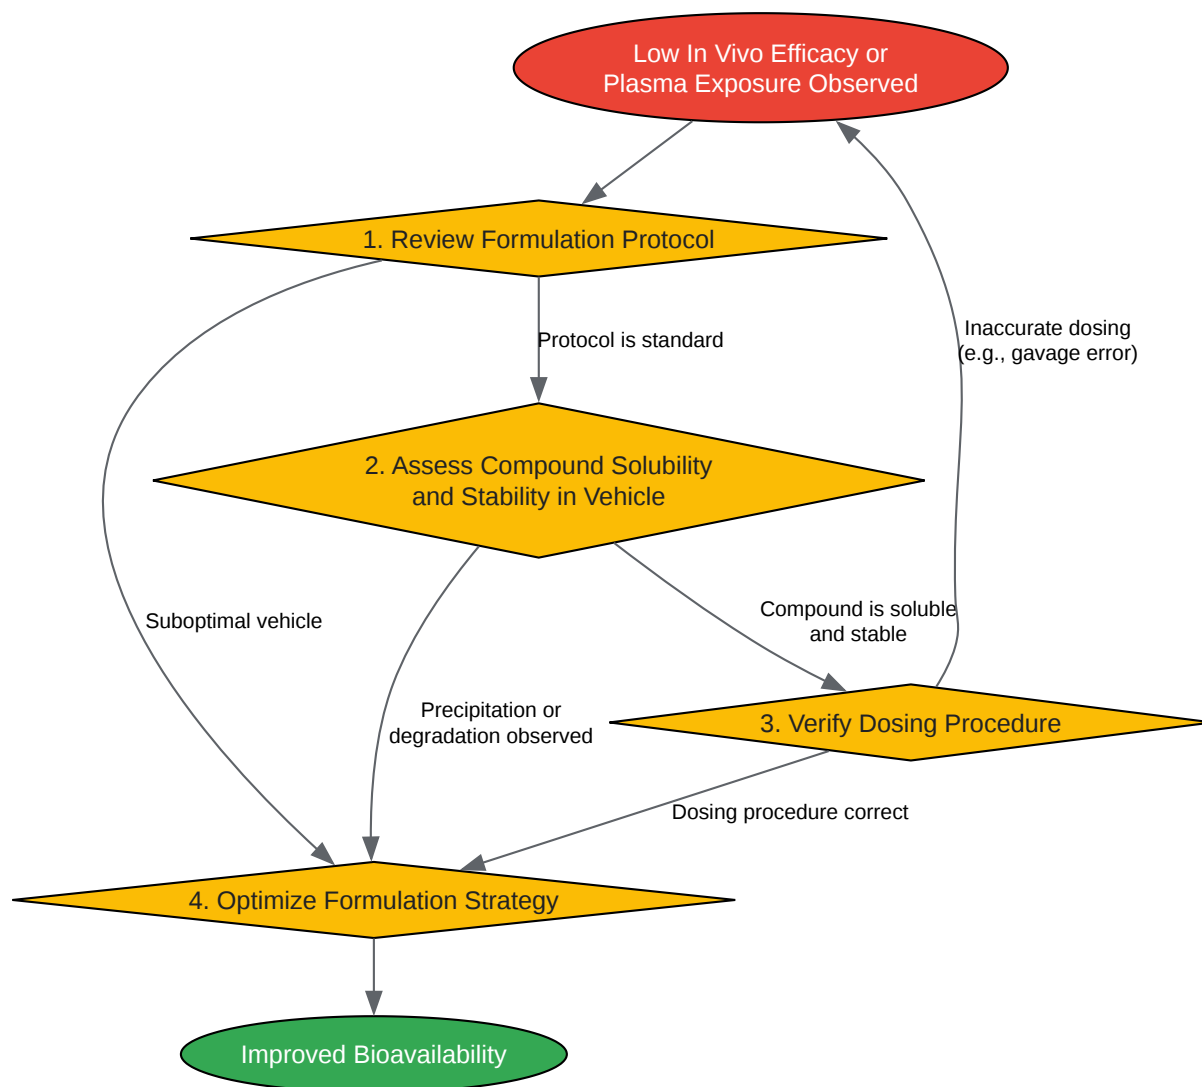 Low In Vivo Efficacy or
Plasma Exposure Observed
1. Review Formulation Protocol
Inaccurate dosing
(e.g., gavage error)
Protocol is standard
2. Assess Compound Solubility
and Stability in Vehicle
Suboptimal vehicle
Compound is soluble
and stable
Precipitation or
degradation observed
3. Verify Dosing Procedure
Dosing procedure correct
4. Optimize Formulation Strategy
Improved Bioavailability